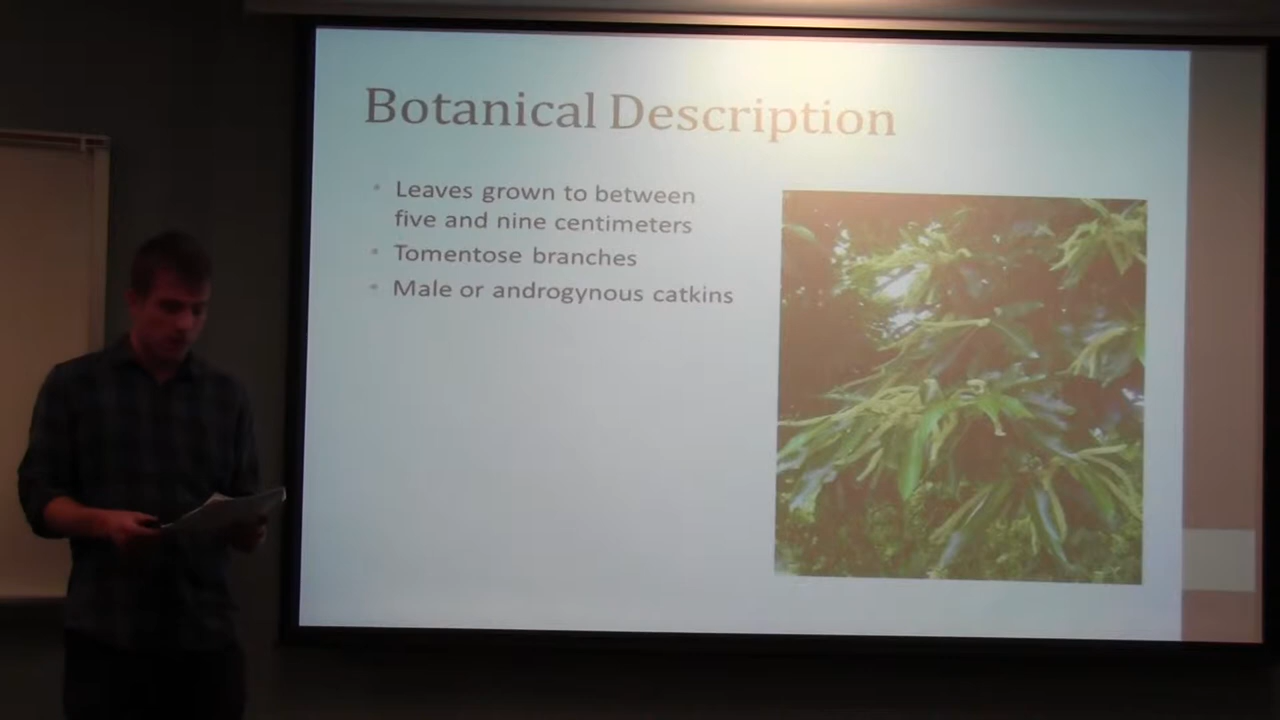 Botanical Description
• Leaves grown to between
five and nine centimeters
• Tomentose branches
• Male or androgynous catkins